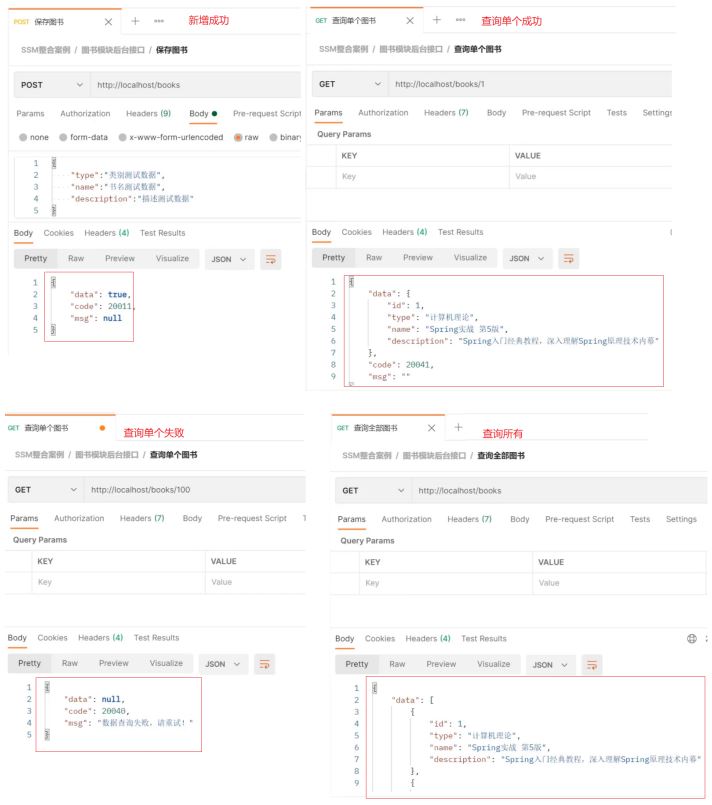 POST 保存图书
新增成功
SSM整合案例 / 图书模块后台接口 / 保存图书
POST http://localhost/books
Params Authorization Headers (9) Body Pre-request Script
none form-data x-www-form-urlencoded raw binary
1
2 "type":"类别测试数据",
3 "name":"书名测试数据",
4 "description":"描述测试数据"
5
Body Cookies Headers (4) Test Results
Pretty Raw Preview Visualize JSON
1 {
2 "data": true,
3 "code": 20011,
4 "msg": null
5 }
GET 查询单个图书
查询单个成功
SSM整合案例 / 图书模块后台接口 / 查询单个图书
GET http://localhost/books/1
Params Authorization Headers (7) Body Pre-request Script Tests Settings
Query Params
KEY VALUE
Key Value
Body Cookies Headers (4) Test Results
Pretty Raw Preview Visualize JSON
1 {
2 "data": {
3 "id": 1,
4 "type": "计算机理论",
5 "name": "Spring实战 第5版",
6 "description": "Spring入门经典教程，深入理解Spring原理技术内幕"
7 },
8 "code": 20041,
9 "msg": ""
GET 查询单个图书
查询单个失败
SSM整合案例 / 图书模块后台接口 / 查询单个图书
GET http://localhost/books/100
Params Authorization Headers (7) Body Pre-request Script
Query Params
KEY VALUE
Key Value
Body Cookies Headers (4) Test Results
Pretty Raw Preview Visualize JSON
1 {
2 "data": null,
3 "code": 20040,
4 "msg": "数据查询失败，请重试！"
5 }
GET 查询全部图书
查询所有
SSM整合案例 / 图书模块后台接口 / 查询全部图书
GET http://localhost/books
Params Authorization Headers (7) Body Pre-request Script Tests Settings
Query Params
KEY VALUE
Key Value
Body Cookies Headers (4) Test Results
Pretty Raw Preview Visualize JSON
1 {
2 "data": [
3 {
4 "id": 1,
5 "type": "计算机理论",
6 "name": "Spring实战 第5版",
7 "description": "Spring入门经典教程，深入理解Spring原理技术内幕"
8 },
9 {